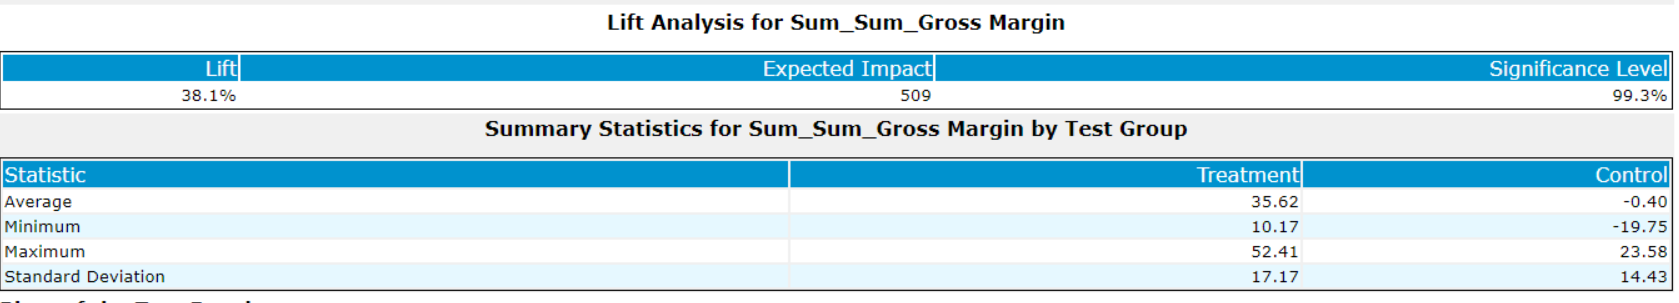 Lift Analysis for Sum_Sum_Gross Margin
Lift Expected Impact Significance Level
38.1% 509 99.3%
Summary Statistics for Sum_Sum_Gross Margin by Test Group
Statistic Treatment Control
Average 35.62 -0.40
Minimum 10.17 -19.75
Maximum 52.41 23.58
Standard Deviation 17.17 14.43